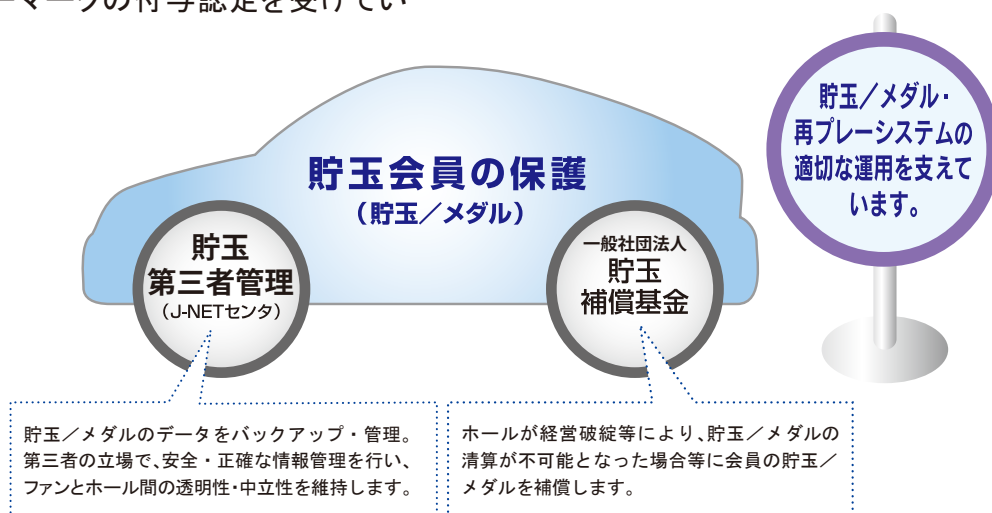 ーマークの付与認定を受けてい
貯玉/メダル・
再プレーシステムの
適切な運用を支えて
います。
貯玉会員の保護
(貯玉/メダル)
貯玉
第三者管理
(J-NETセンタ)
一般社団法人
貯玉
補償基金
貯玉/メダルのデータをバックアップ・管理。
第三者の立場で、安全・正確な情報管理を行い、
ファンとホール間の透明性・中立性を維持します。
ホールが経営破綻等により、貯玉/メダルの
清算が不可能となった場合等に会員の貯玉/
メダルを補償します。